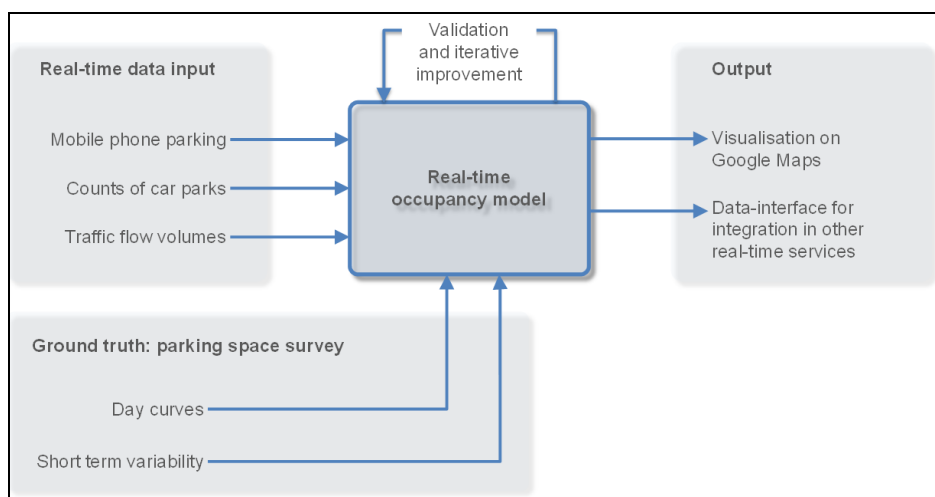 Validation
and iterative
improvement
Real-time data input
Mobile phone parking
Counts of car parks
Traffic flow volumes
Real-time
occupancy model
Output
Visualisation on
Google Maps
Data-interface for
integration in other
real-time services
Ground truth: parking space survey
Day curves
Short term variability